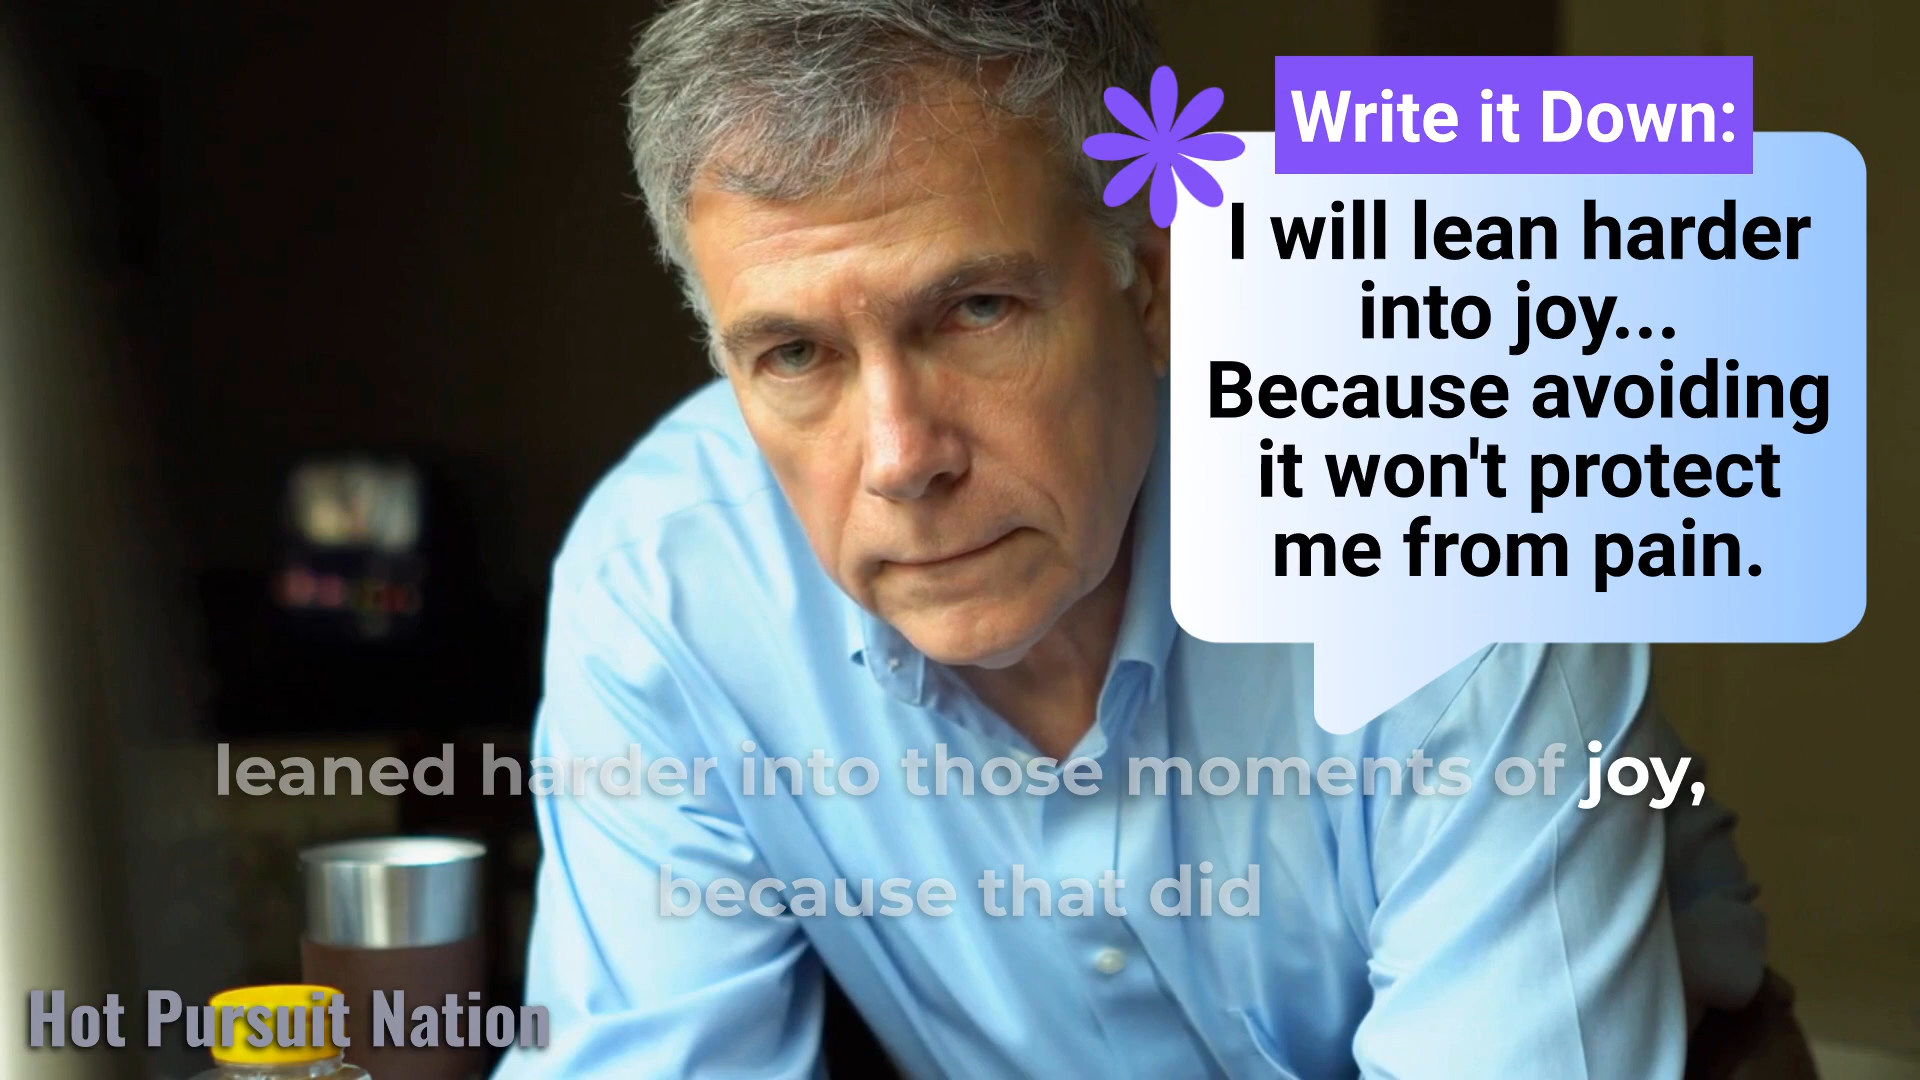 Write it Down:
I will lean harder
into joy...
Because avoiding
it won't protect
me from pain.
leaned harder into those moments of joy,
because that did
Hot Pursuit Nation